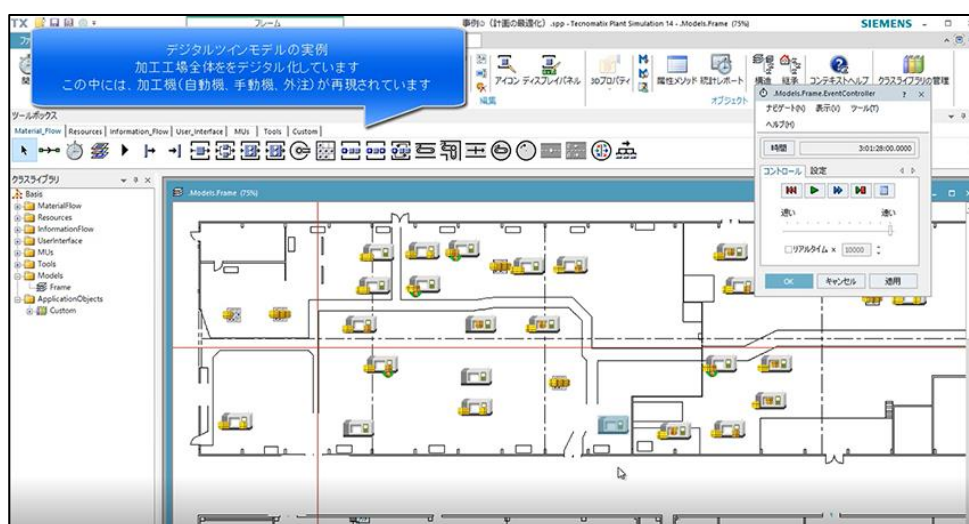 TX
フレーム
事例③ (計画の最適化) .spp - Tecnomatix Plant Simulation 14 - .Models.Frame (75%)
SIEMENS
デジタルツインモデルの実例
加工工場全体ををデジタル化しています
この中には、加工機(自動機、手動機、外注)が再現されています
アイコン
ディスプレイパネル
3Dプロパティ
属性メソッド
統計レポート
構造
継承
コンテキストヘルプ
クラスライブラリの管理
編集
オブジェクト
.Models.Frame.EventController
? ×
ナビゲート(N) 表示(V) ツール(T)
ヘルプ(H)
時間
3:01:28:00.0000
コントロール
設定
遅い
速い
リアルタイム × 10000
OK
キャンセル
適用
ツールボックス
Material_Flow
Resources
Information_Flow
User_Interface
MUs
Tools
Custom
クラスライブラリ
Basis
MaterialFlow
Resources
InformationFlow
UserInterface
MUs
Tools
Models
Frame
ApplicationObjects
Custom
.Models.Frame (75%)